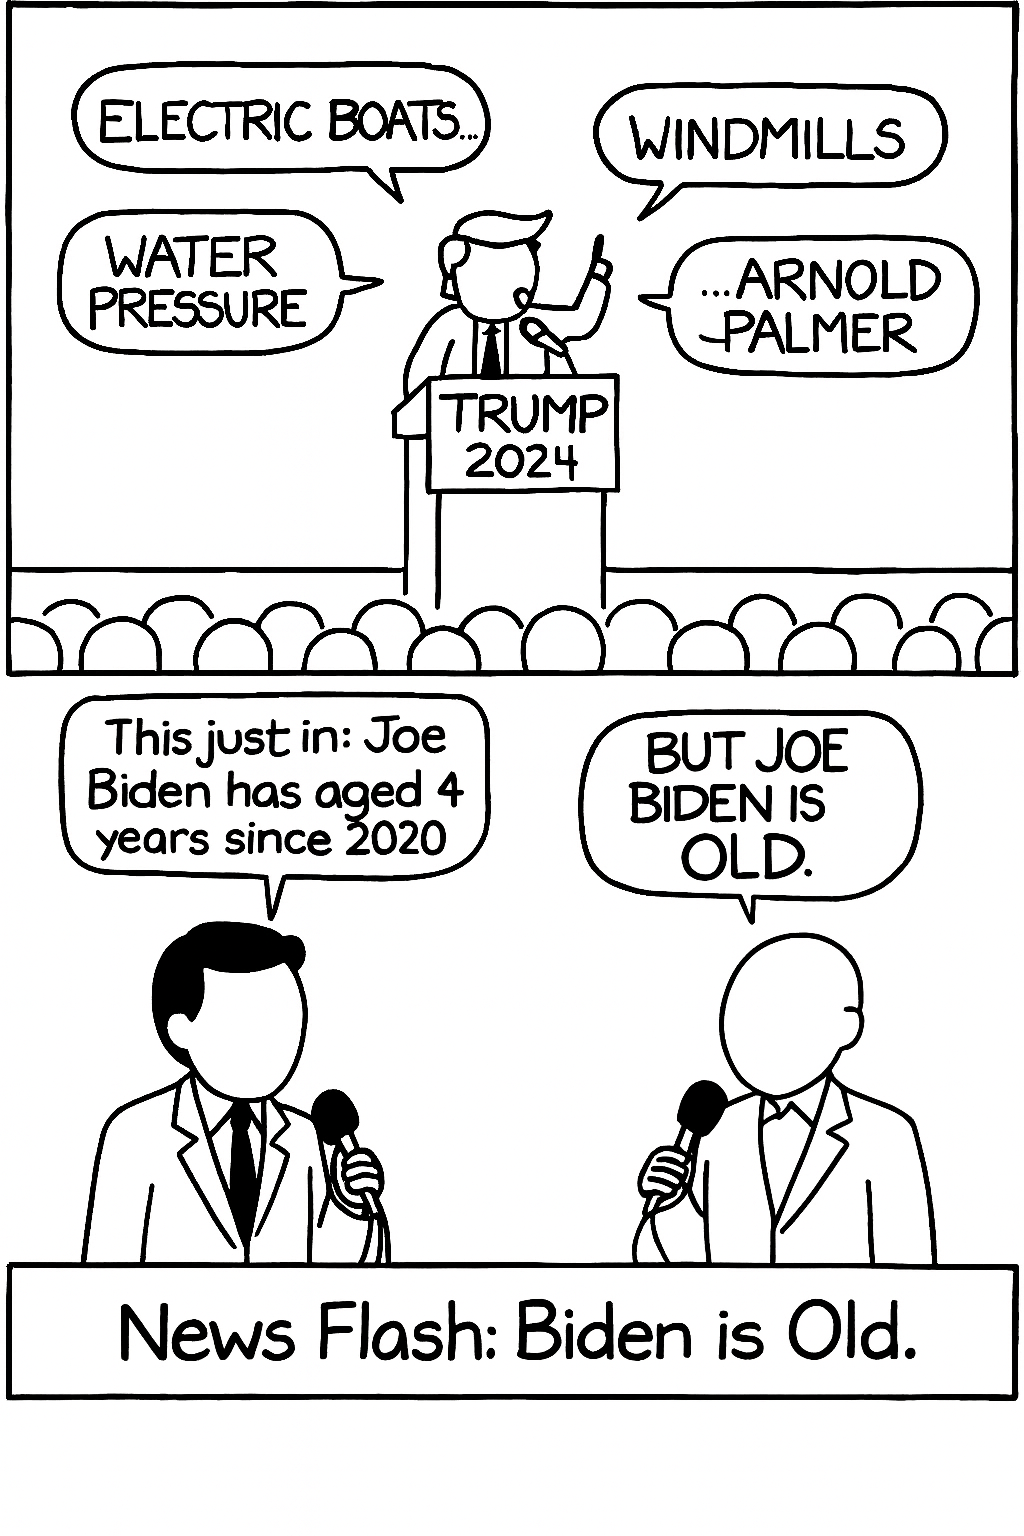 ELECTRIC BOATS...
WINDMILLS
WATER
PRESSURE
...ARNOLD
PALMER
TRUMP
2024
This just in: Joe
Biden has aged 4
years since 2020
BUT JOE
BIDEN IS
OLD.
News Flash: Biden is Old.